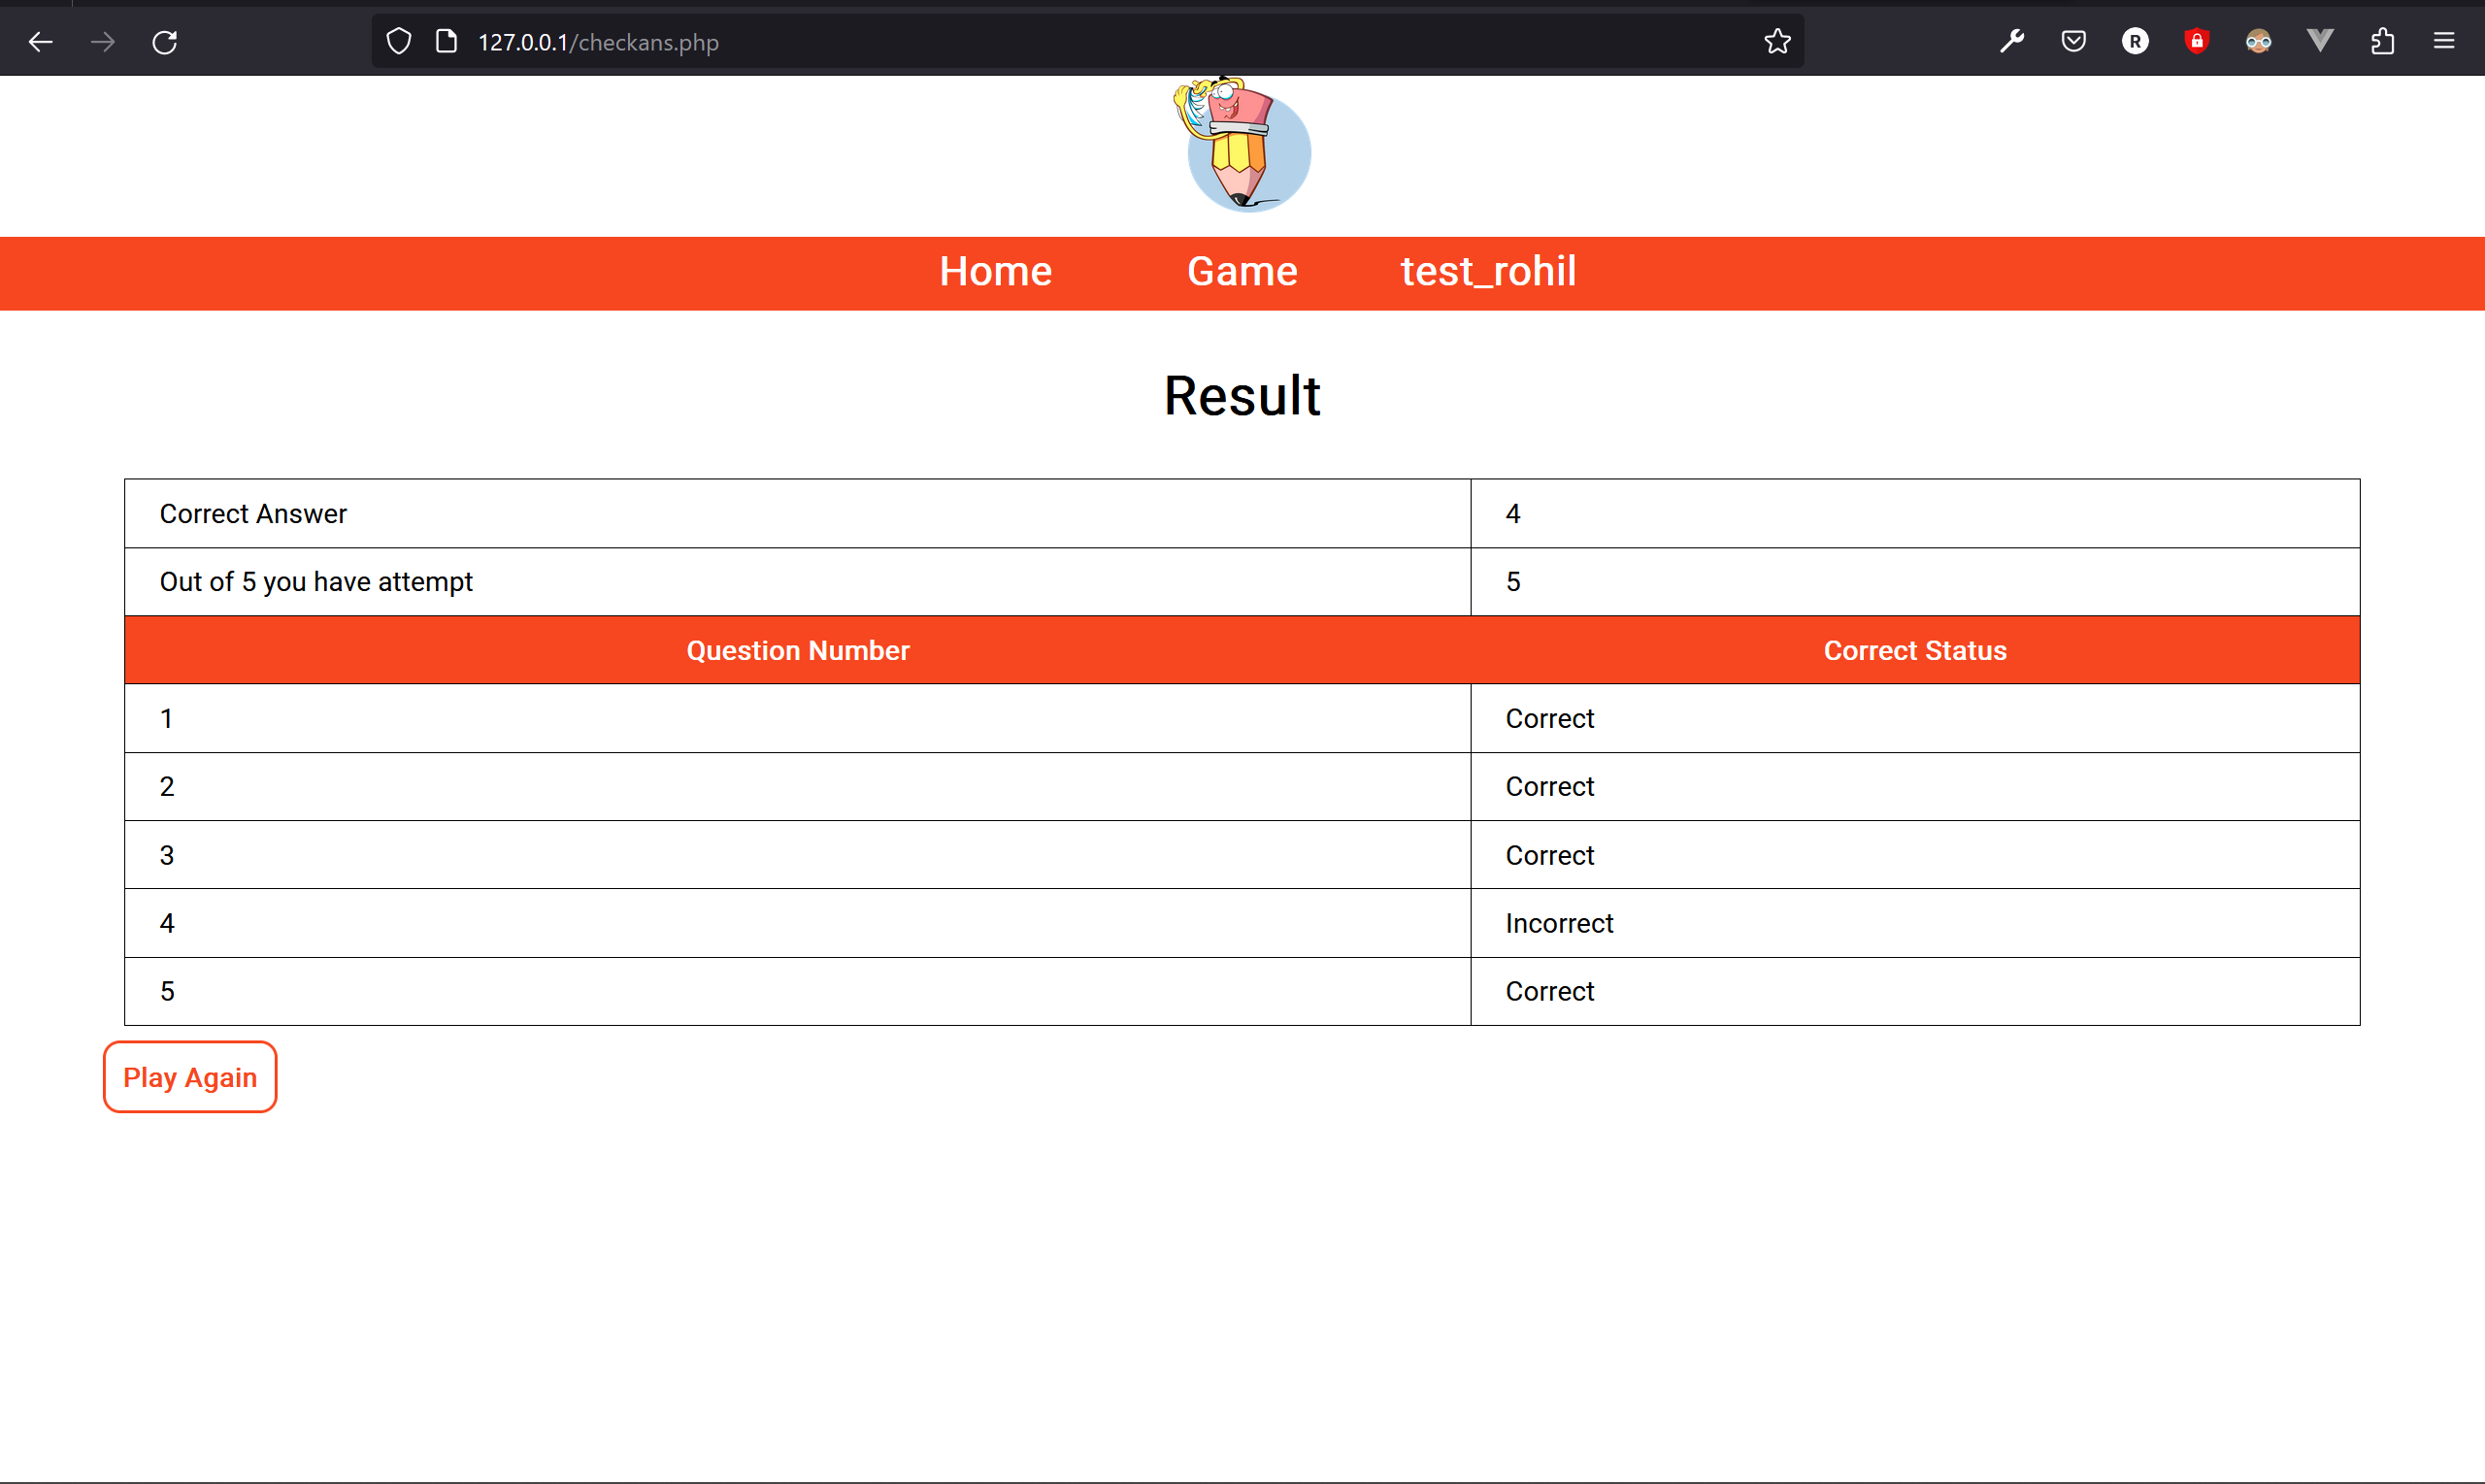 127.0.0.1/checkans.php
R
Home Game test_rohil
Result
Correct Answer 4
Out of 5 you have attempt 5
Question Number Correct Status
1 Correct
2 Correct
3 Correct
4 Incorrect
5 Correct
Play Again